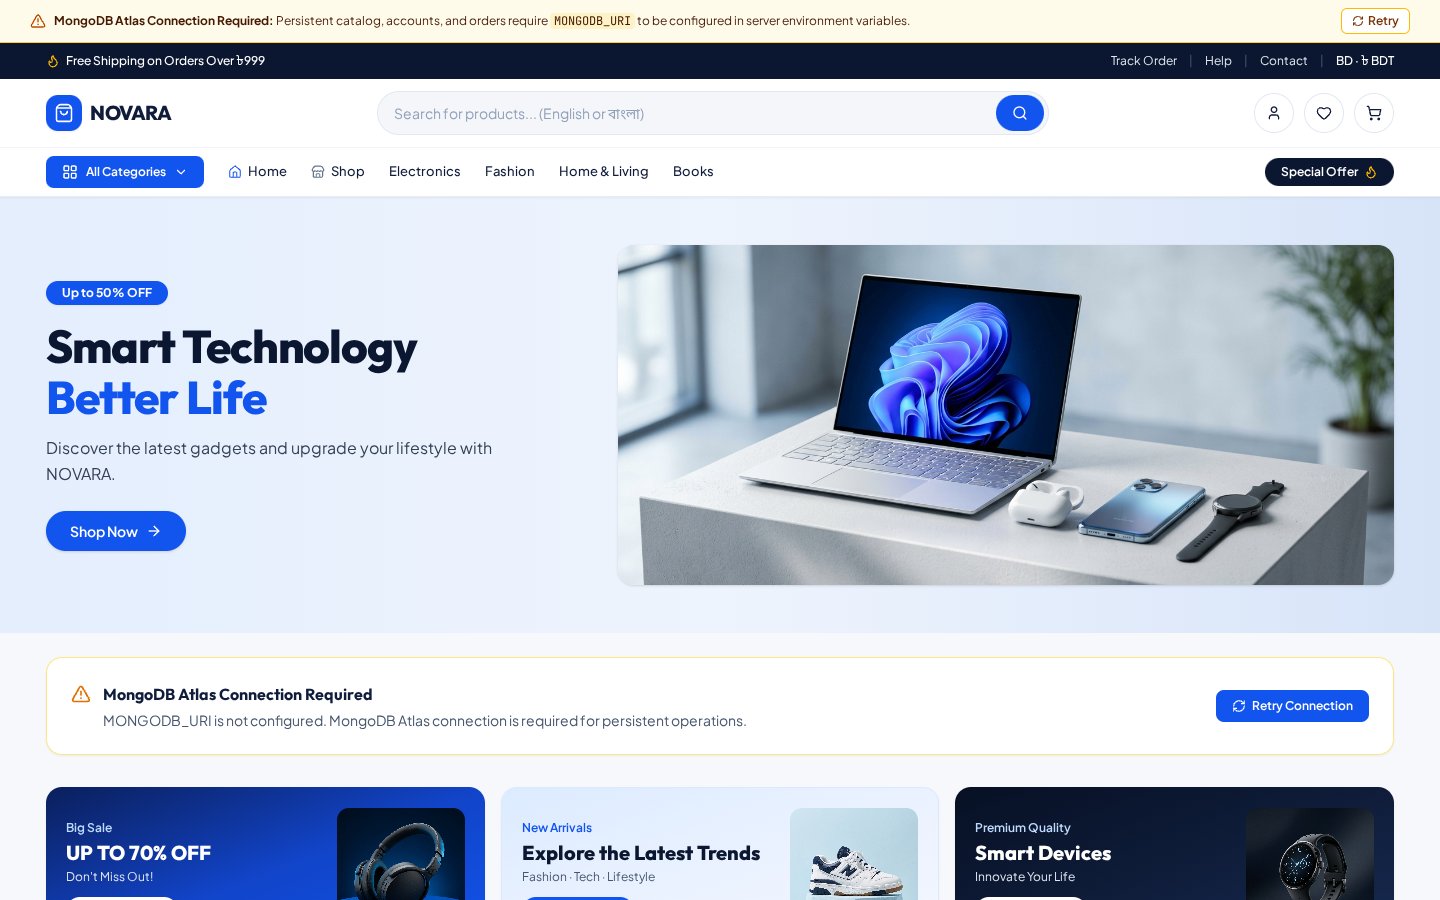 MongoDB Atlas Connection Required: Persistent catalog, accounts, and orders require MONGODB_URI to be configured in server environment variables.
Retry
Free Shipping on Orders Over ৳999
Track Order | Help | Contact | BD · ৳ BDT
NOVARA
Search for products... (English or বাংলা)
All Categories
Home
Shop
Electronics
Fashion
Home & Living
Books
Special Offer
Up to 50% OFF
Smart Technology
Better Life
Discover the latest gadgets and upgrade your lifestyle with
NOVARA.
Shop Now
MongoDB Atlas Connection Required
MONGODB_URI is not configured. MongoDB Atlas connection is required for persistent operations.
Retry Connection
Big Sale
UP TO 70% OFF
Don't Miss Out!
New Arrivals
Explore the Latest Trends
Fashion · Tech · Lifestyle
Premium Quality
Smart Devices
Innovate Your Life